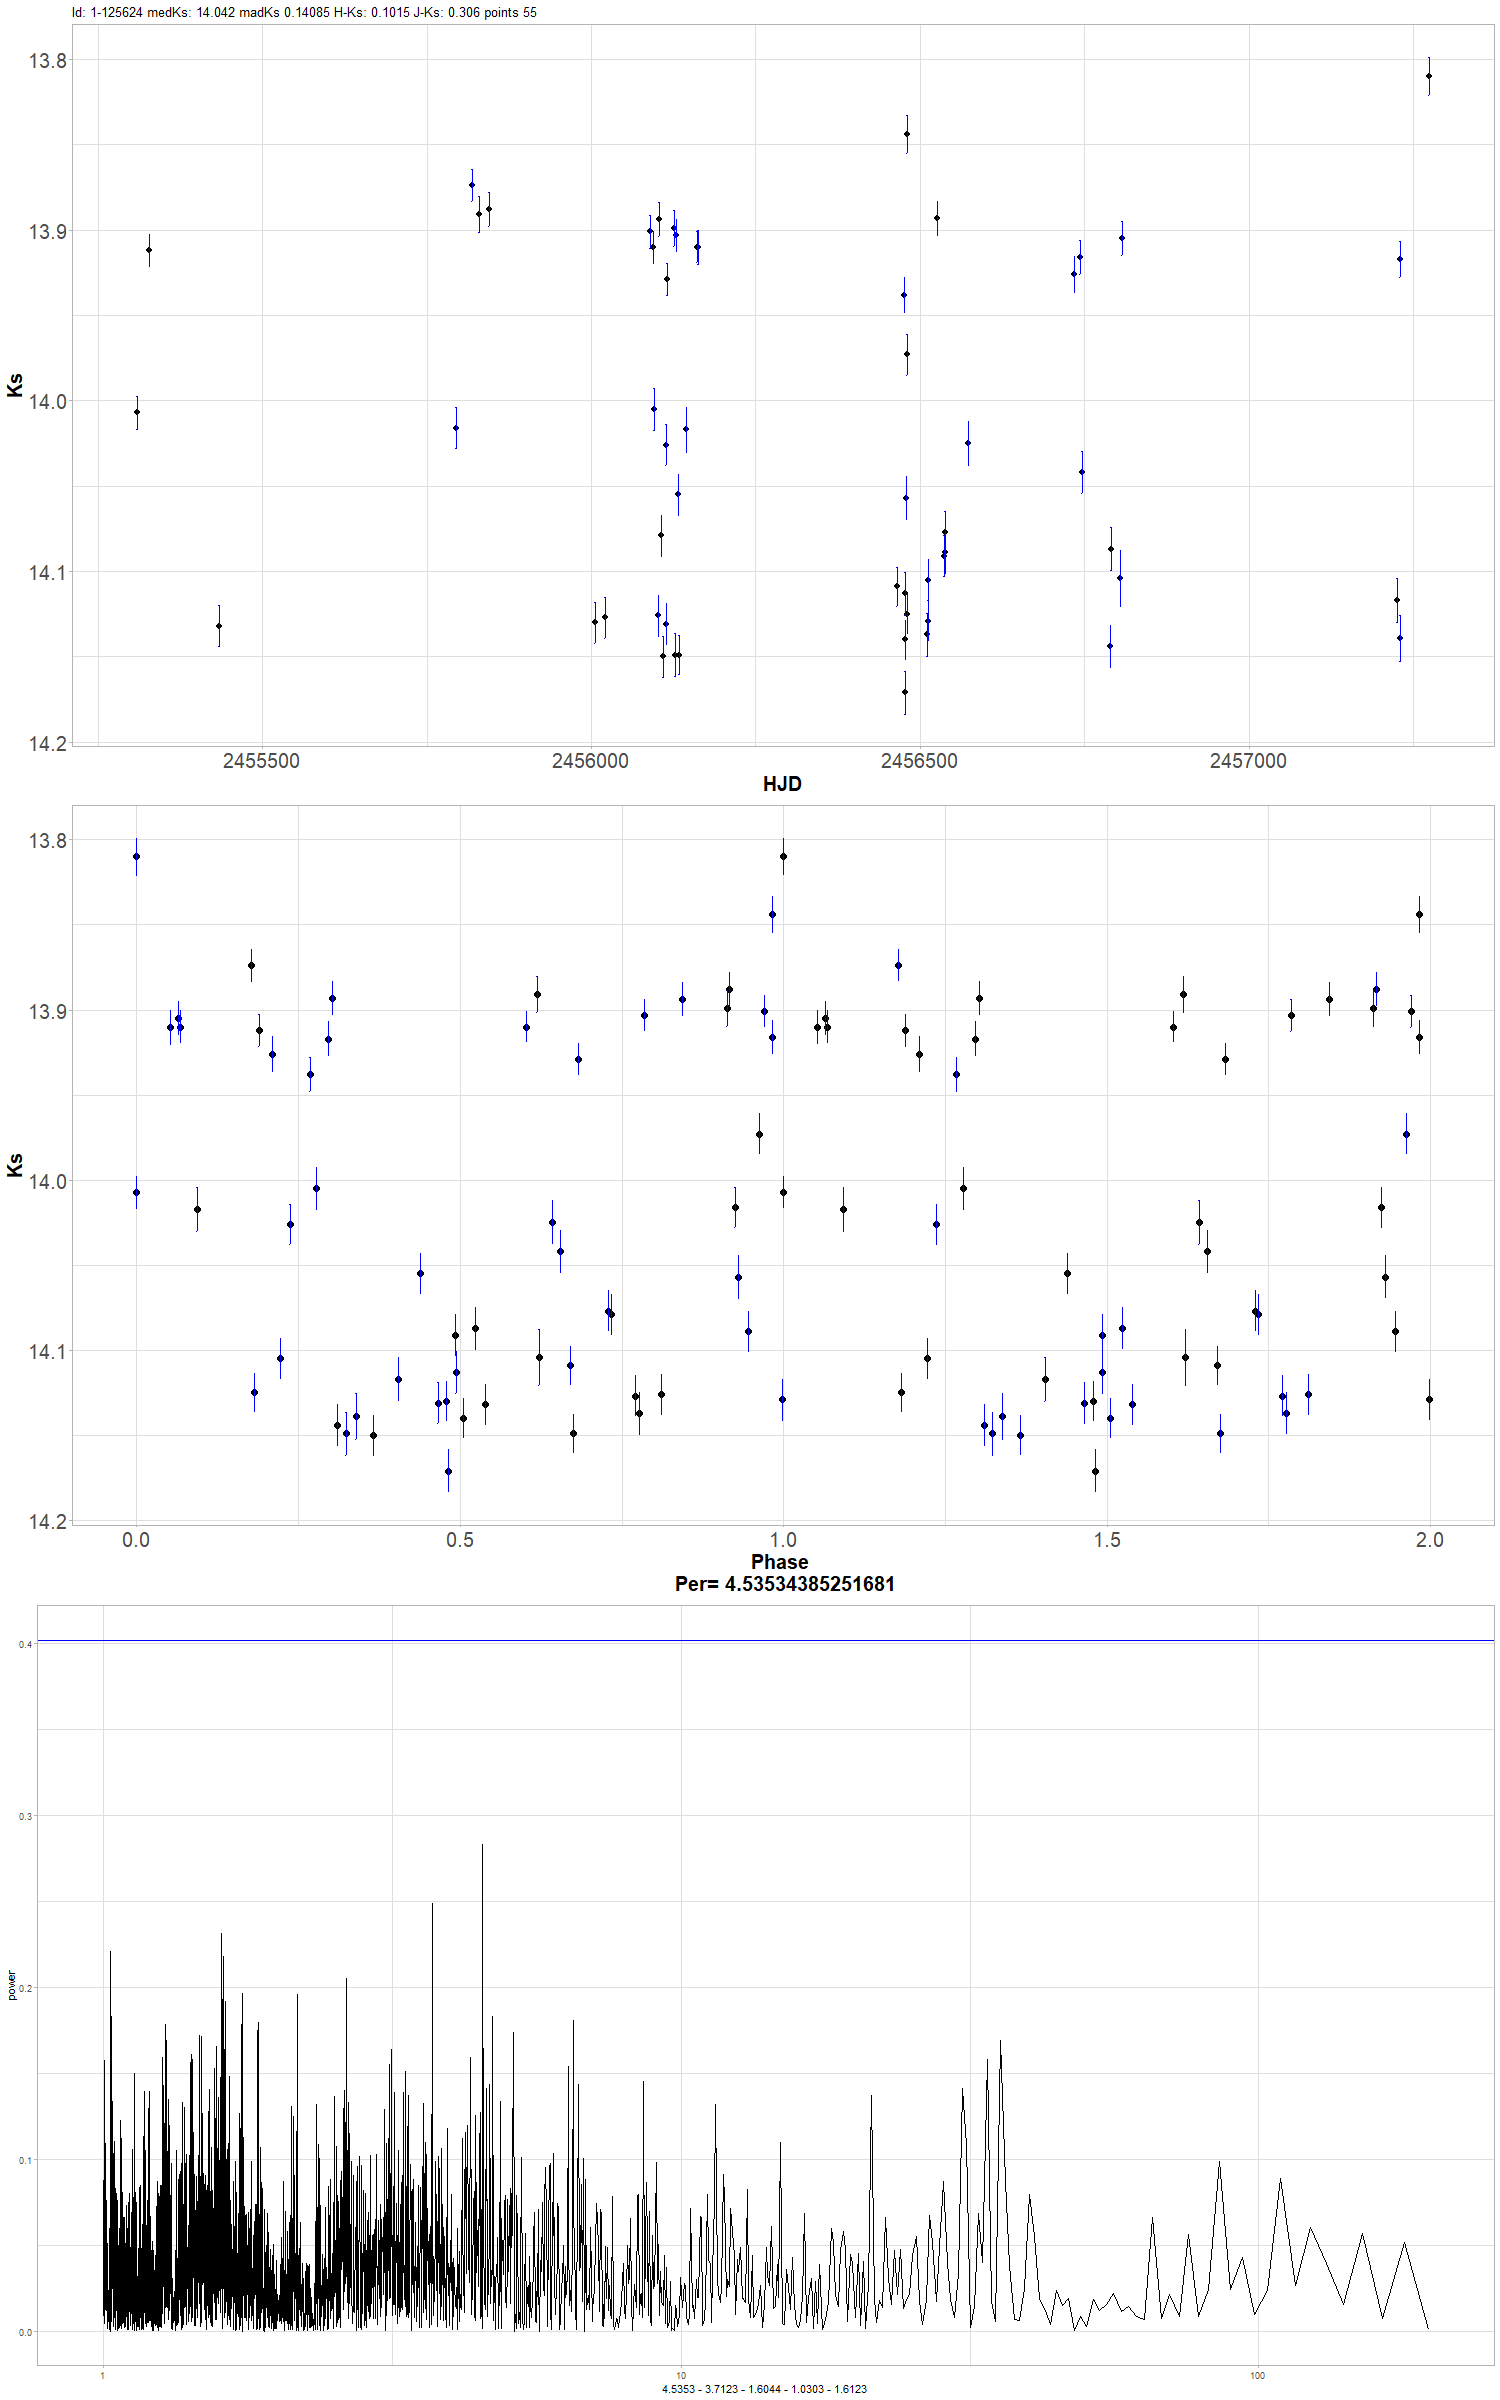 Id: 1-125624 medKs: 14.042 madKs 0.14085 H-Ks: 0.1015 J-Ks: 0.306 points 55
13.8
13.9
14.0
14.1
14.2
Ks
2455500 2456000 2456500 2457000
HJD
13.8
13.9
14.0
14.1
14.2
Ks
0.0 0.5 1.0 1.5 2.0
Phase
Per= 4.53534385251681
0.4
0.3
0.2
0.1
0.0
power
1 10 100
4.5353 - 3.7123 - 1.6044 - 1.0303 - 1.6123